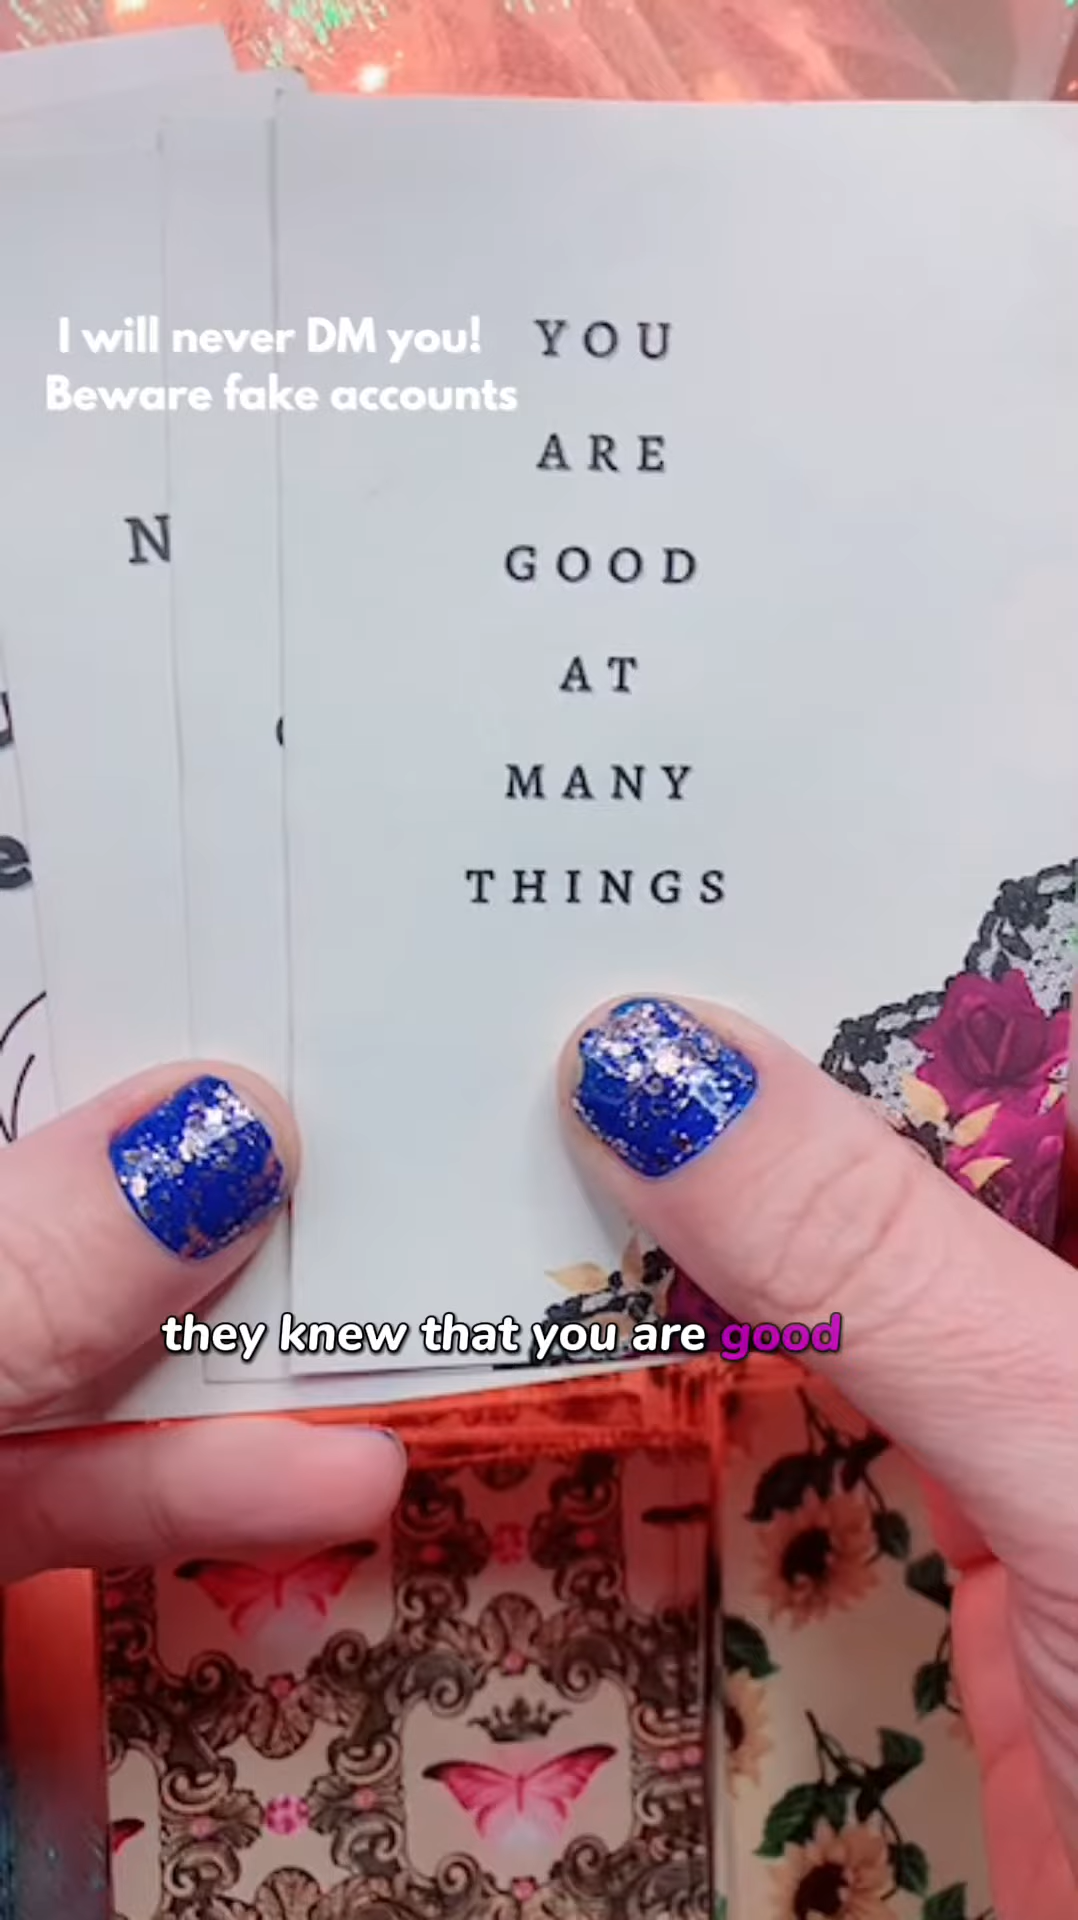 I will never DM you!
Beware fake accounts
YOU
ARE
GOOD
AT
MANY
THINGS
N
e
they knew that you are good